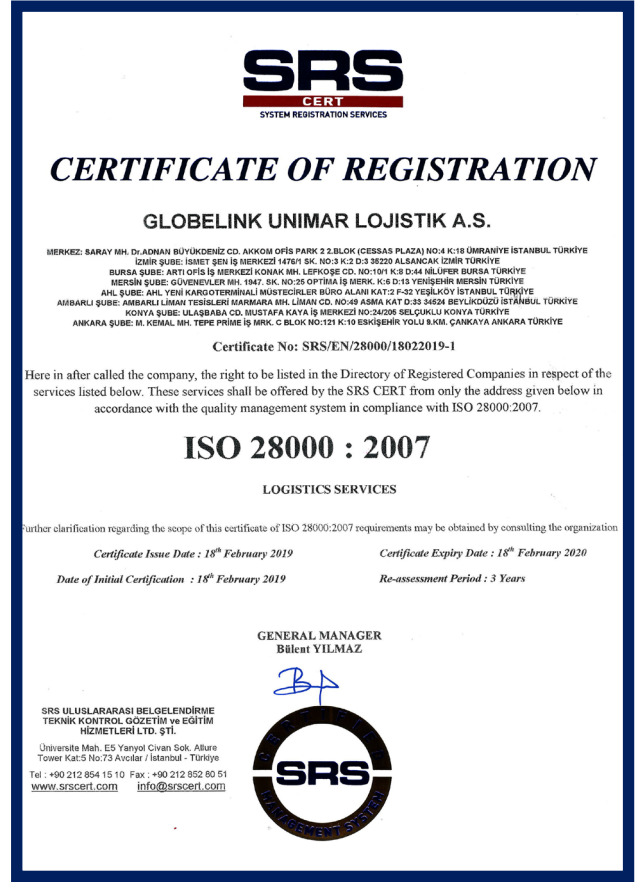 SRS
CERT
SYSTEM REGISTRATION SERVICES
CERTIFICATE OF REGISTRATION
GLOBELINK UNIMAR LOJISTIK A.S.
MERKEZ: SARAY MH. Dr.ADNAN BÜYÜKDENİZ CD. AKKOM OFİS PARK 2 2.BLOK (CESSAS PLAZA) NO:4 K:18 ÜMRANİYE İSTANBUL TÜRKİYE
İZMİR ŞUBE: İSMET ŞEN İŞ MERKEZİ 1476/1 SK. NO:3 K:2 D:3 35220 ALSANCAK İZMİR TÜRKİYE
BURSA ŞUBE: ARTI OFİS İŞ MERKEZİ KONAK MH. LEFKOŞE CD. NO:10/1 K:8 D:44 NİLÜFER BURSA TÜRKİYE
MERSİN ŞUBE: GÜVENEVLER MH. 1947. SK. NO:25 OPTİMA İŞ MERK. K:6 D:13 YENİŞEHİR MERSİN TÜRKİYE
AHL ŞUBE: AHL YENİ KARGOTERMİNALİ MÜSTECİRLER BÜRO ALANI KAT:2 F-32 YEŞİLKÖY İSTANBUL TÜRKİYE
AMBARLI ŞUBE: AMBARLI LİMAN TESİSLERİ MARMARA MH. LİMAN CD. NO:49 ASMA KAT D:33 34524 BEYLİKDÜZÜ İSTANBUL TÜRKİYE
KONYA ŞUBE: ULAŞBABA CD. MUSTAFA KAYA İŞ MERKEZİ NO:24/205 SELÇUKLU KONYA TÜRKİYE
ANKARA ŞUBE: M. KEMAL MH. TEPE PRİME İŞ MRK. C BLOK NO:121 K:10 ESKİŞEHİR YOLU 9.KM. ÇANKAYA ANKARA TÜRKİYE
Certificate No: SRS/EN/28000/18022019-1
Here in after called the company, the right to be listed in the Directory of Registered Companies in respect of the
services listed below. These services shall be offered by the SRS CERT from only the address given below in
accordance with the quality management system in compliance with ISO 28000:2007.
ISO 28000 : 2007
LOGISTICS SERVICES
Further clarification regarding the scope of this certificate of ISO 28000:2007 requirements may be obtained by consulting the organization
Certificate Issue Date : 18th February 2019
Certificate Expiry Date : 18th February 2020
Date of Initial Certification : 18th February 2019
Re-assessment Period : 3 Years
GENERAL MANAGER
Bülent YILMAZ
SRS ULUSLARARASI BELGELENDİRME
TEKNİK KONTROL GÖZETİM ve EĞİTİM
HİZMETLERİ LTD. ŞTİ.
Üniversite Mah. E5 Yanyol Civan Sok. Allure
Tower Kat:5 No:73 Avcılar / İstanbul - Türkiye
Tel : +90 212 854 15 10 Fax : +90 212 852 80 51
www.srscert.com info@srscert.com
CERTIFIED
SRS
MANAGEMENT SYSTEM